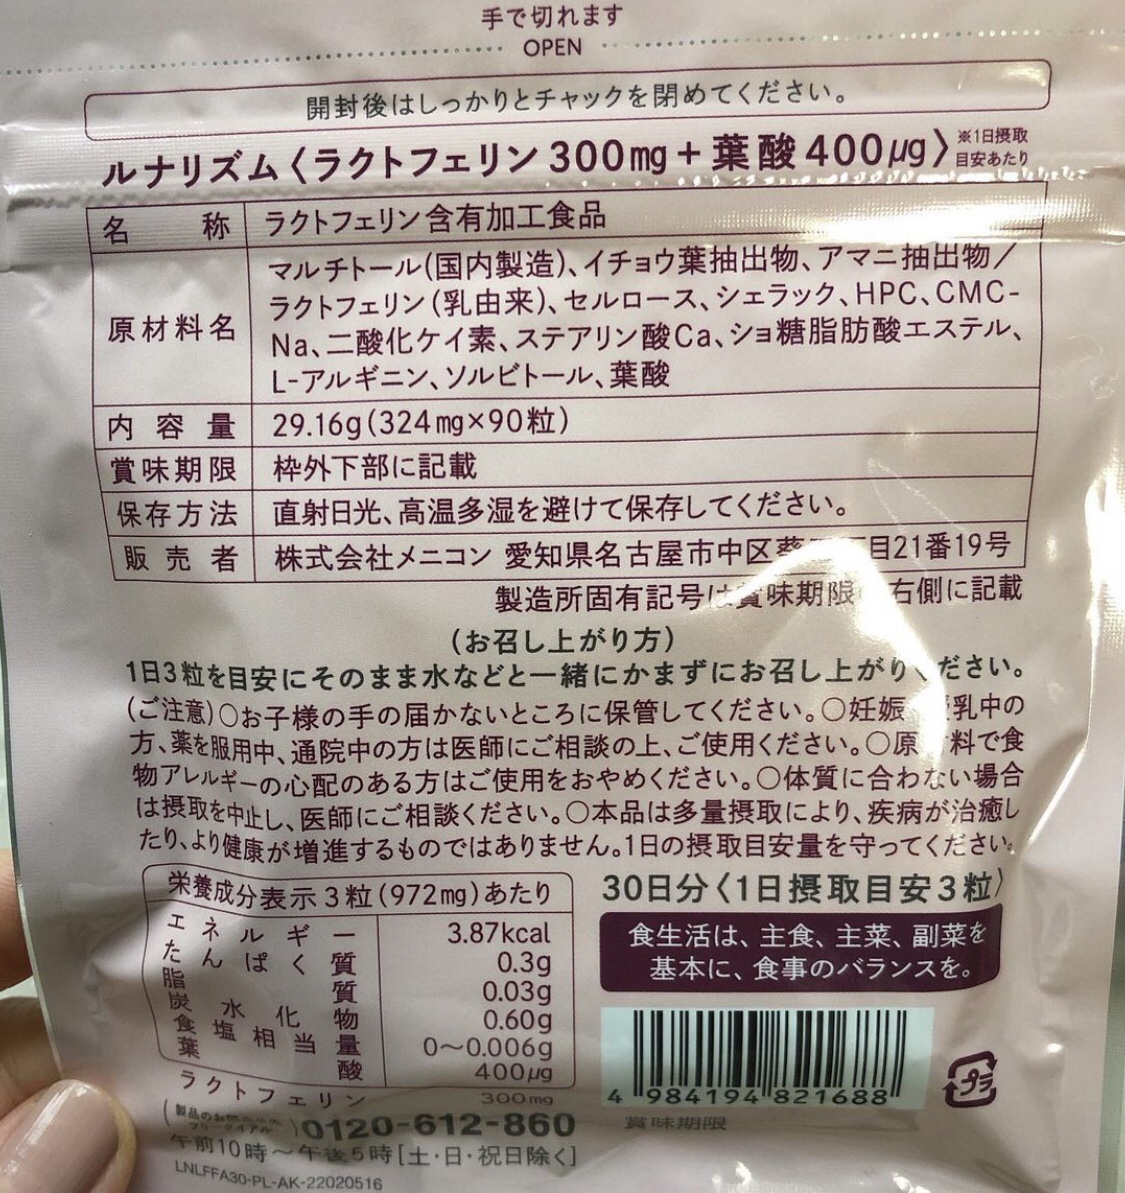 手で切れます
OPEN
開封後はしっかりとチャックを閉めてください。
ルナリズム〈ラクトフェリン 300mg + 葉酸 400μg〉※1日摂取
目安あたり
名称 ラクトフェリン含有加工食品
原材料名 マルチトール(国内製造)、イチョウ葉抽出物、アマニ抽出物/
ラクトフェリン(乳由来)、セルロース、シェラック、HPC、CMC-
Na、二酸化ケイ素、ステアリン酸Ca、ショ糖脂肪酸エステル、
L-アルギニン、ソルビトール、葉酸
内容量 29.16g(324mg×90粒)
賞味期限 枠外下部に記載
保存方法 直射日光、高温多湿を避けて保存してください。
販売者 株式会社メニコン 愛知県名古屋市中区葵 目21番19号
製造所固有記号は賞味期限 右側に記載
(お召し上がり方)
1日3粒を目安にそのまま水などと一緒にかまずにお召し上がり ださい。
(ご注意)○お子様の手の届かないところに保管してください。○妊娠 乳中の
方、薬を服用中、通院中の方は医師にご相談の上、ご使用ください。○原 料で食
物アレルギーの心配のある方はご使用をおやめください。○体質に合わない場合
は摂取を中止し、医師にご相談ください。○本品は多量摂取により、疾病が治癒し
たり、より健康が増進するものではありません。1日の摂取目安量を守ってください。
栄養成分表示3粒(972mg)あたり
エネルギー 3.87kcal
たんぱく質 0.3g
脂質 0.03g
炭水化物 0.60g
食塩相当量 0〜0.006g
葉酸 400μg
ラクトフェリン 300mg
30日分〈1日摂取目安3粒〉
食生活は、主食、主菜、副菜を
基本に、食事のバランスを。
4 984194 821688
プラ
賞味期限
製品のお
フリーダイアル
0120-612-860
午前10時〜午後5時[土・日・祝日除く]
LNLFFA30-PL-AK-22020516